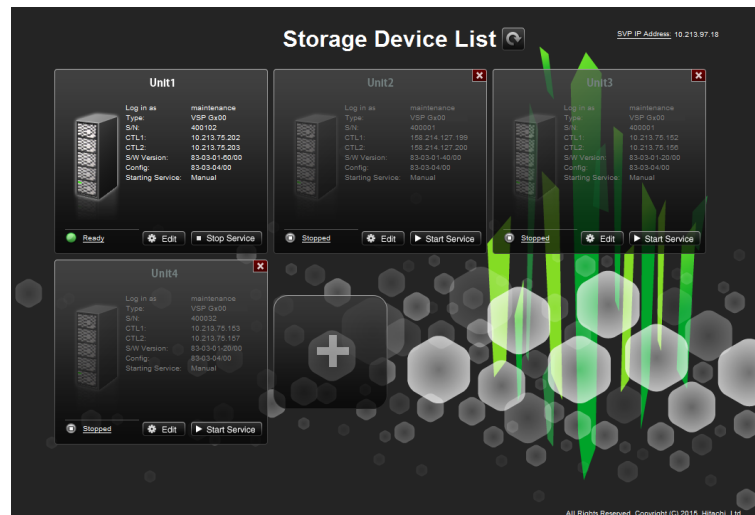 Storage Device List
SVP IP Address: 10.213.97.18
Unit1
Log in as maintenance
Type: VSP Gx00
S/N: 400102
CTL1: 10.213.75.202
CTL2: 10.213.75.203
S/W Version: 83-03-01-60/00
Config: 83-03-04/00
Starting Service: Manual
Ready Edit Stop Service
Unit2
Log in as maintenance
Type: VSP Gx00
S/N: 400001
CTL1: 158.214.127.199
CTL2: 158.214.127.200
S/W Version: 83-03-01-40/00
Config: 83-03-04/00
Starting Service: Manual
Stopped Edit Start Service
Unit3
Log in as maintenance
Type: VSP Gx00
S/N: 400001
CTL1: 10.213.75.152
CTL2: 10.213.75.156
S/W Version: 83-03-01-20/00
Config: 83-03-04/00
Starting Service: Manual
Stopped Edit Start Service
Unit4
Log in as maintenance
Type: VSP Gx00
S/N: 400032
CTL1: 10.213.75.153
CTL2: 10.213.75.157
S/W Version: 83-03-01-20/00
Config: 83-03-04/00
Starting Service: Manual
Stopped Edit Start Service
All Rights Reserved, Copyright (C) 2015, Hitachi, Ltd.